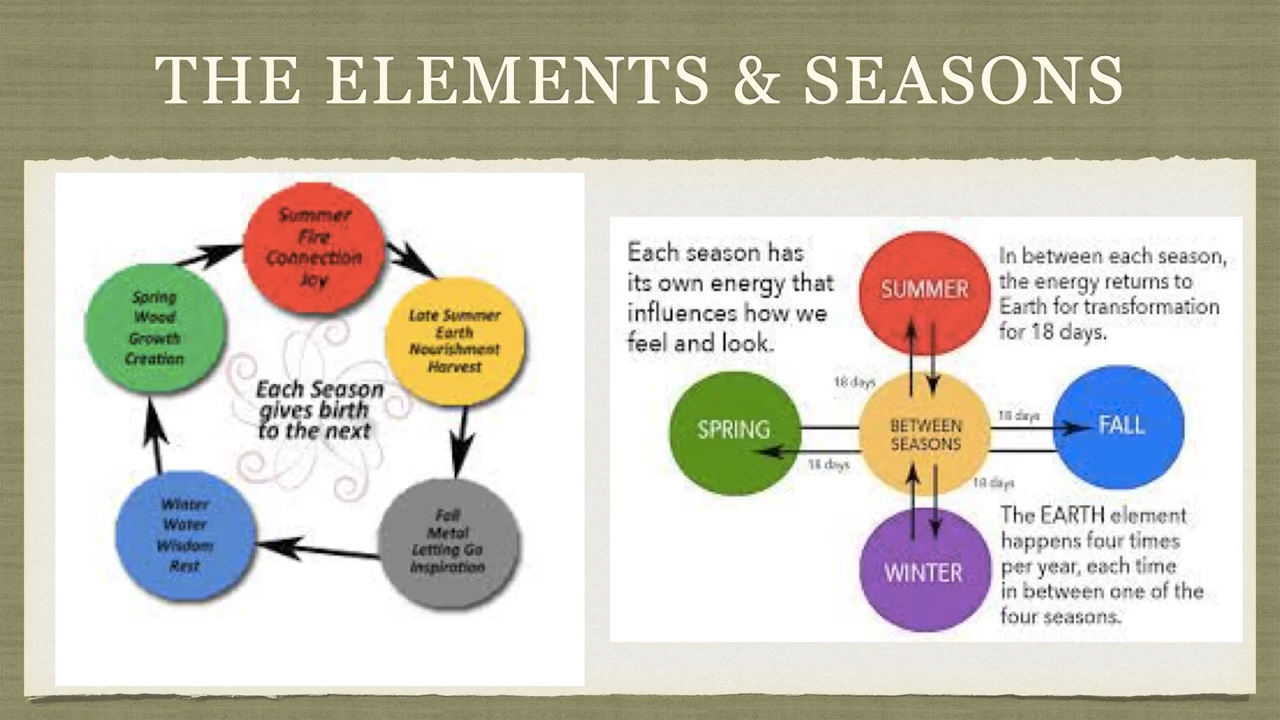 THE ELEMENTS & SEASONS
Summer
Fire
Connection
Joy
Late Summer
Earth
Nourishment
Harvest
Spring
Wood
Growth
Creation
Each Season
gives birth
to the next
Winter
Water
Wisdom
Rest
Fall
Metal
Letting Go
Inspiration
Each season has
its own energy that
influences how we
feel and look.
SUMMER
In between each season,
the energy returns to
Earth for transformation
for 18 days.
18 days
SPRING
BETWEEN
SEASONS
18 days
FALL
18 days
18 days
WINTER
The EARTH element
happens four times
per year, each time
in between one of the
four seasons.